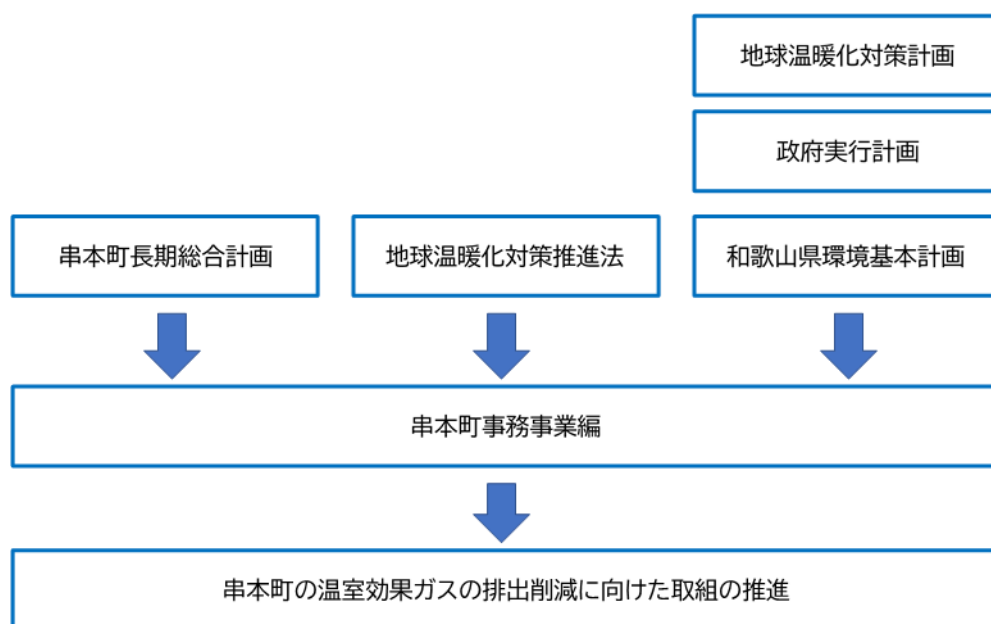 地球温暖化対策計画
政府実行計画
串本町長期総合計画
地球温暖化対策推進法
和歌山県環境基本計画
串本町事務事業編
串本町の温室効果ガスの排出削減に向けた取組の推進